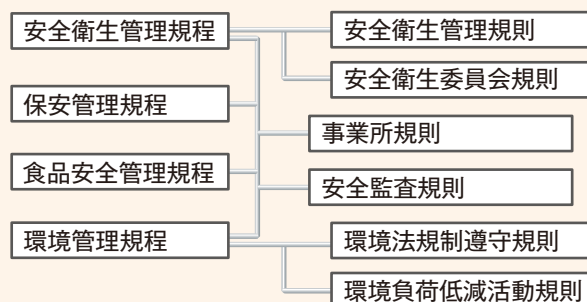 安全衛生管理規程
安全衛生管理規則
安全衛生委員会規則
保安管理規程
事業所規則
食品安全管理規程
安全監査規則
環境管理規程
環境法規制遵守規則
環境負荷低減活動規則